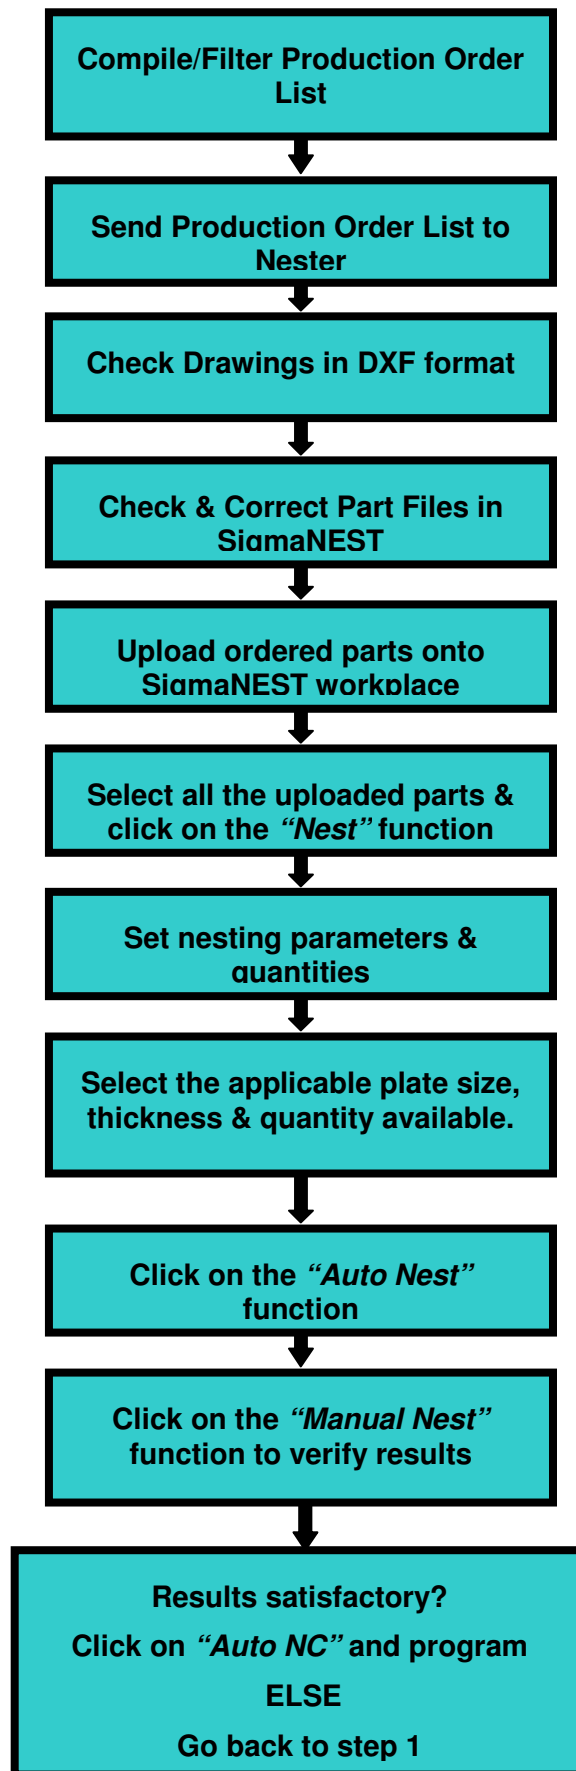 Compile/Filter Production Order
List
Send Production Order List to
Nester
Check Drawings in DXF format
Check & Correct Part Files in
SigmaNEST
Upload ordered parts onto
SigmaNEST workplace
Select all the uploaded parts &
click on the “Nest” function
Set nesting parameters &
quantities
Select the applicable plate size,
thickness & quantity available.
Click on the “Auto Nest”
function
Click on the “Manual Nest”
function to verify results
Results satisfactory?
Click on “Auto NC” and program
ELSE
Go back to step 1